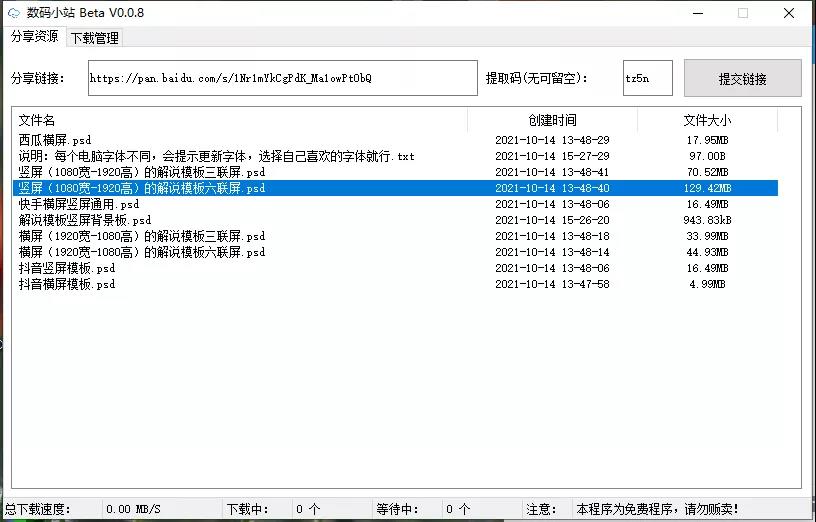 数码小站 Beta V0.0.8
分享资源 下载管理
分享链接： https://pan.baidu.com/s/1Nr1mYkCgPdK_Ma1owPtObQ 提取码(无可留空)： tz5n 提交链接
文件名 创建时间 文件大小
西瓜横屏.psd 2021-10-14 13-48-29 17.95MB
说明：每个电脑字体不同，会提示更新字体，选择自己喜欢的字体就行.txt 2021-10-14 15-27-29 97.00B
竖屏（1080宽-1920高）的解说模板三联屏.psd 2021-10-14 13-48-41 70.52MB
竖屏（1080宽-1920高）的解说模板六联屏.psd 2021-10-14 13-48-40 129.42MB
快手横屏竖屏通用.psd 2021-10-14 13-48-06 16.49MB
解说模板竖屏背景板.psd 2021-10-14 15-26-20 943.83kB
横屏（1920宽-1080高）的解说模板三联屏.psd 2021-10-14 13-48-18 33.99MB
横屏（1920宽-1080高）的解说模板六联屏.psd 2021-10-14 13-48-14 44.93MB
抖音竖屏模板.psd 2021-10-14 13-48-06 16.49MB
抖音横屏模板.psd 2021-10-14 13-47-58 4.99MB
总下载速度： 0.00 MB/S 下载中： 0 个 等待中： 0 个 注意： 本程序为免费程序，请勿贩卖！